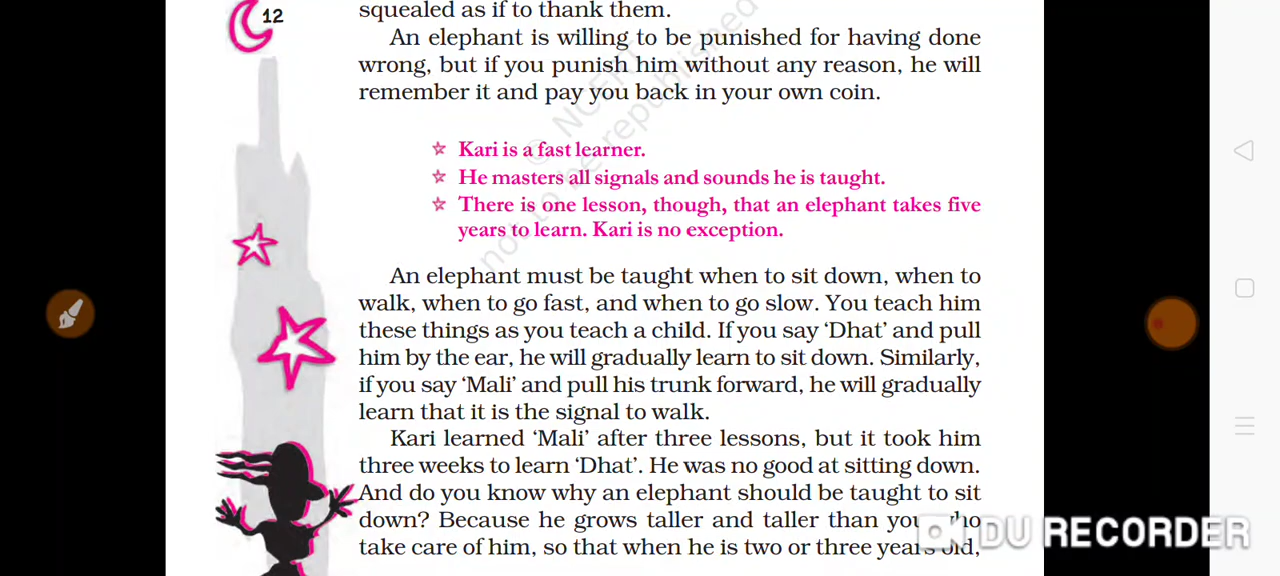 12
squealed as if to thank them.
An elephant is willing to be punished for having done
wrong, but if you punish him without any reason, he will
remember it and pay you back in your own coin.
© NCERT
not to be republished
☆ Kari is a fast learner.
☆ He masters all signals and sounds he is taught.
☆ There is one lesson, though, that an elephant takes five
years to learn. Kari is no exception.
An elephant must be taught when to sit down, when to
walk, when to go fast, and when to go slow. You teach him
these things as you teach a child. If you say ‘Dhat’ and pull
him by the ear, he will gradually learn to sit down. Similarly,
if you say ‘Mali’ and pull his trunk forward, he will gradually
learn that it is the signal to walk.
Kari learned ‘Mali’ after three lessons, but it took him
three weeks to learn ‘Dhat’. He was no good at sitting down.
And do you know why an elephant should be taught to sit
down? Because he grows taller and taller than you who
take care of him, so that when he is two or three years old,
DU RECORDER